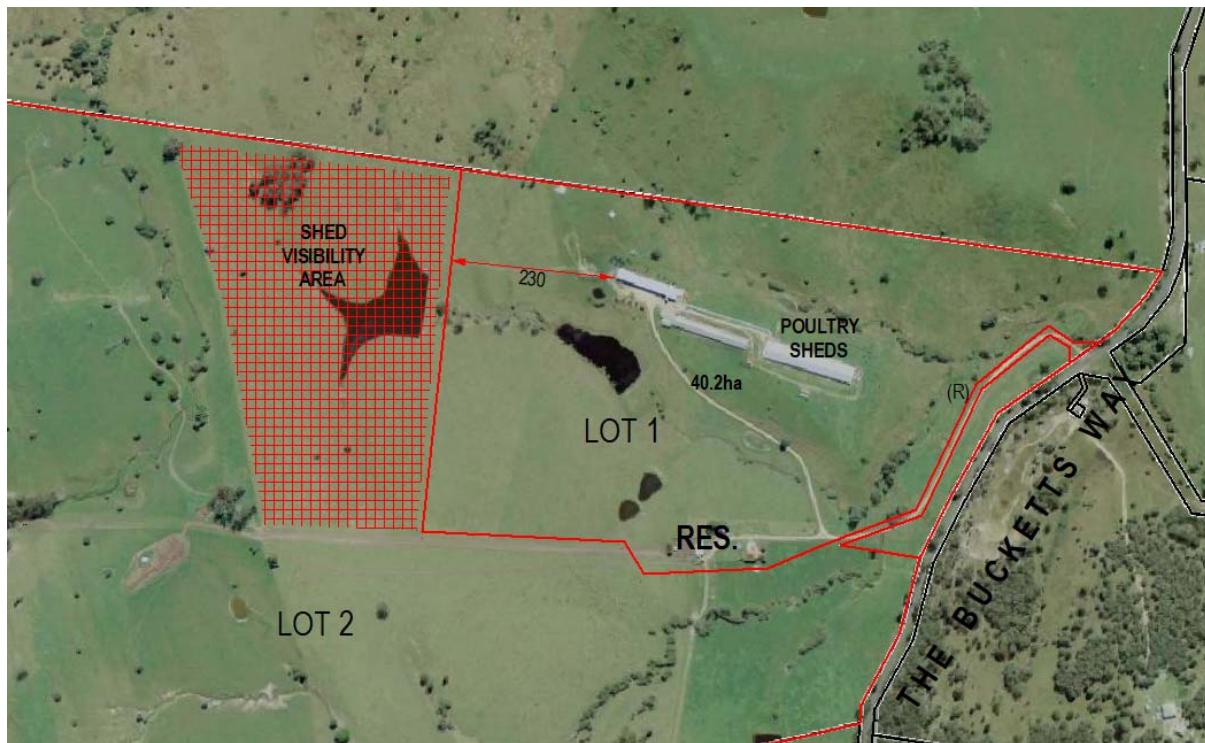 SHED
VISIBILITY
AREA
230
POULTRY
SHEDS
40.2ha
(R)
LOT 1
RES.
LOT 2
THE BUCKETTS WAY